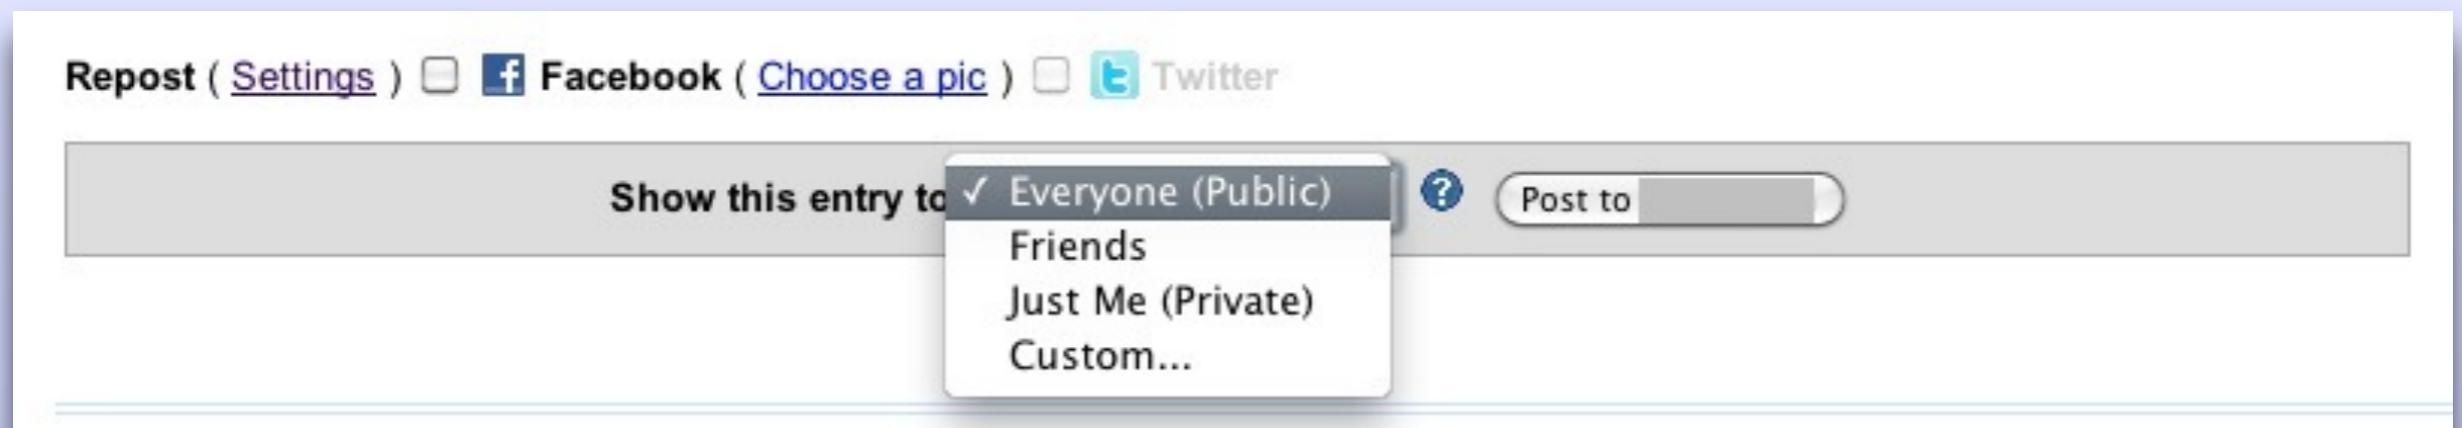 Repost ( Settings ) Facebook ( Choose a pic ) Twitter
Show this entry to ✓ Everyone (Public) ? Post to
Friends
Just Me (Private)
Custom...